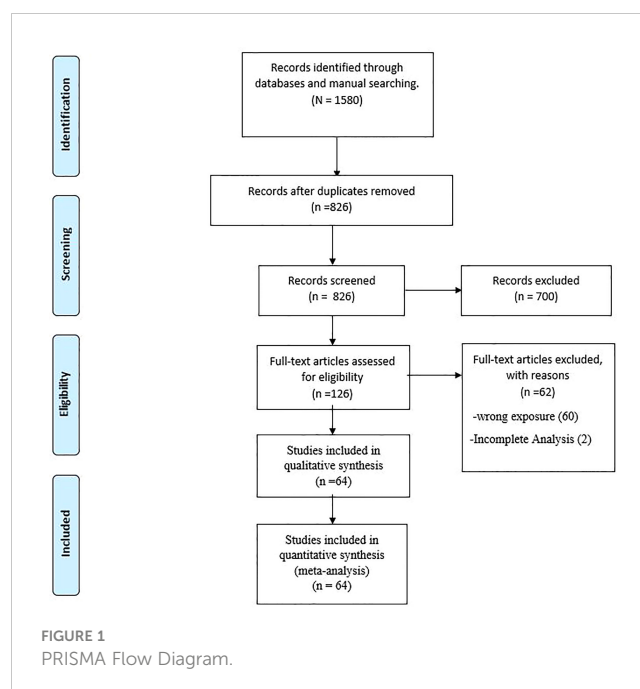 Identification
Records identified through
databases and manual searching.
(N = 1580)
Records after duplicates removed
(n =826)
Screening
Records screened
(n = 826)
Records excluded
(n = 700)
Eligibility
Full-text articles assessed
for eligibility
(n =126)
Full-text articles excluded,
with reasons
(n =62)
-wrong exposure (60)
-Incomplete Analysis (2)
Studies included in
qualitative synthesis
(n =64)
Included
Studies included in
quantitative synthesis
(meta-analysis)
(n = 64)
FIGURE 1
PRISMA Flow Diagram.